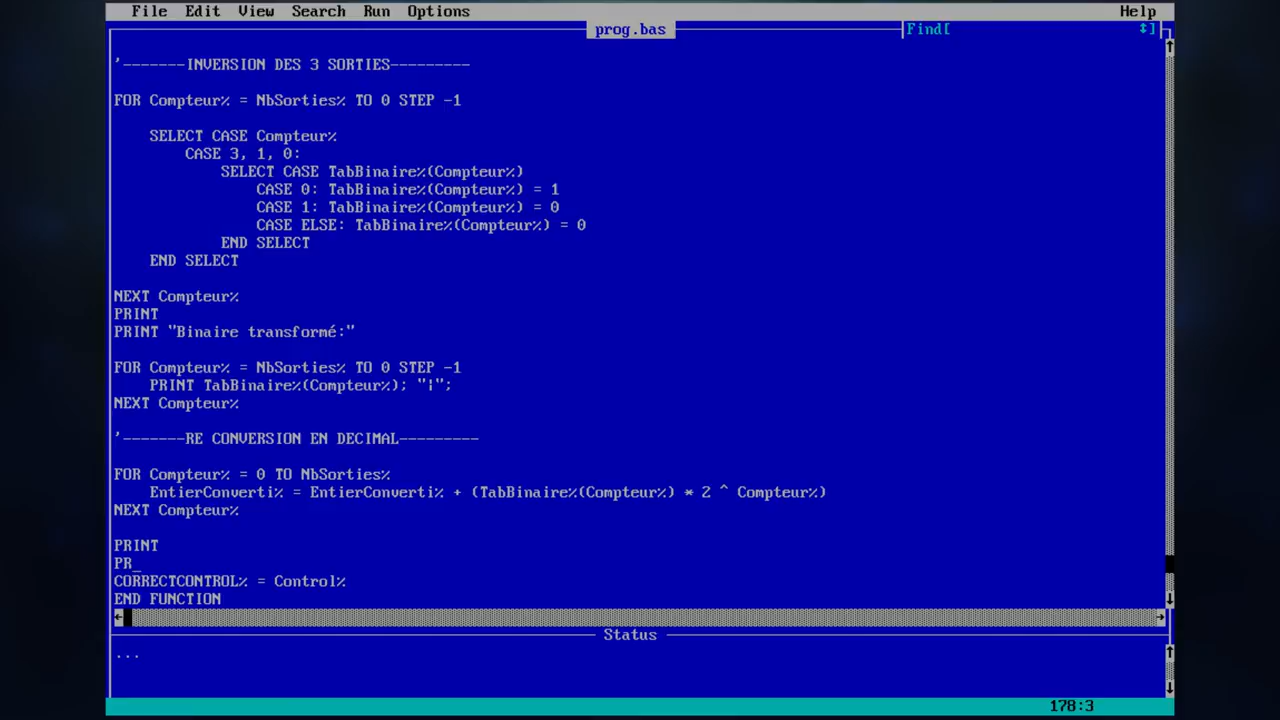 File Edit View Search Run Options Help
prog.bas
Find[ ↕]
'-------INVERSION DES 3 SORTIES---------
FOR Compteur% = NbSorties% TO 0 STEP -1
SELECT CASE Compteur%
CASE 3, 1, 0:
SELECT CASE TabBinaire%(Compteur%)
CASE 0: TabBinaire%(Compteur%) = 1
CASE 1: TabBinaire%(Compteur%) = 0
CASE ELSE: TabBinaire%(Compteur%) = 0
END SELECT
END SELECT
NEXT Compteur%
PRINT
PRINT "Binaire transformé:"
FOR Compteur% = NbSorties% TO 0 STEP -1
PRINT TabBinaire%(Compteur%); "¦";
NEXT Compteur%
'-------RE CONVERSION EN DECIMAL---------
FOR Compteur% = 0 TO NbSorties%
EntierConverti% = EntierConverti% + (TabBinaire%(Compteur%) * 2 ^ Compteur%)
NEXT Compteur%
PRINT
PR_
CORRECTCONTROL% = Control%
END FUNCTION
Status
...
178:3